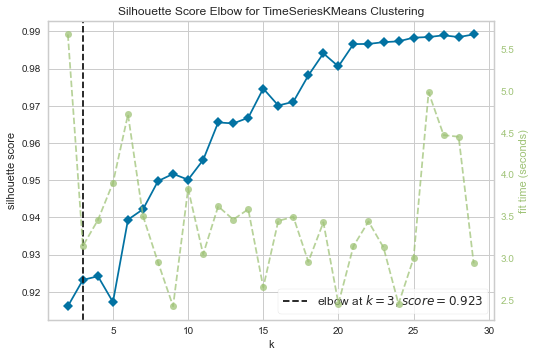 Silhouette Score Elbow for TimeSeriesKMeans Clustering
silhouette score
0.99
0.98
0.97
0.96
0.95
0.94
0.93
0.92
5.5
5.0
4.5
4.0
3.5
3.0
2.5
fit time (seconds)
elbow at k = 3, score = 0.923
5 10 15 20 25 30
k